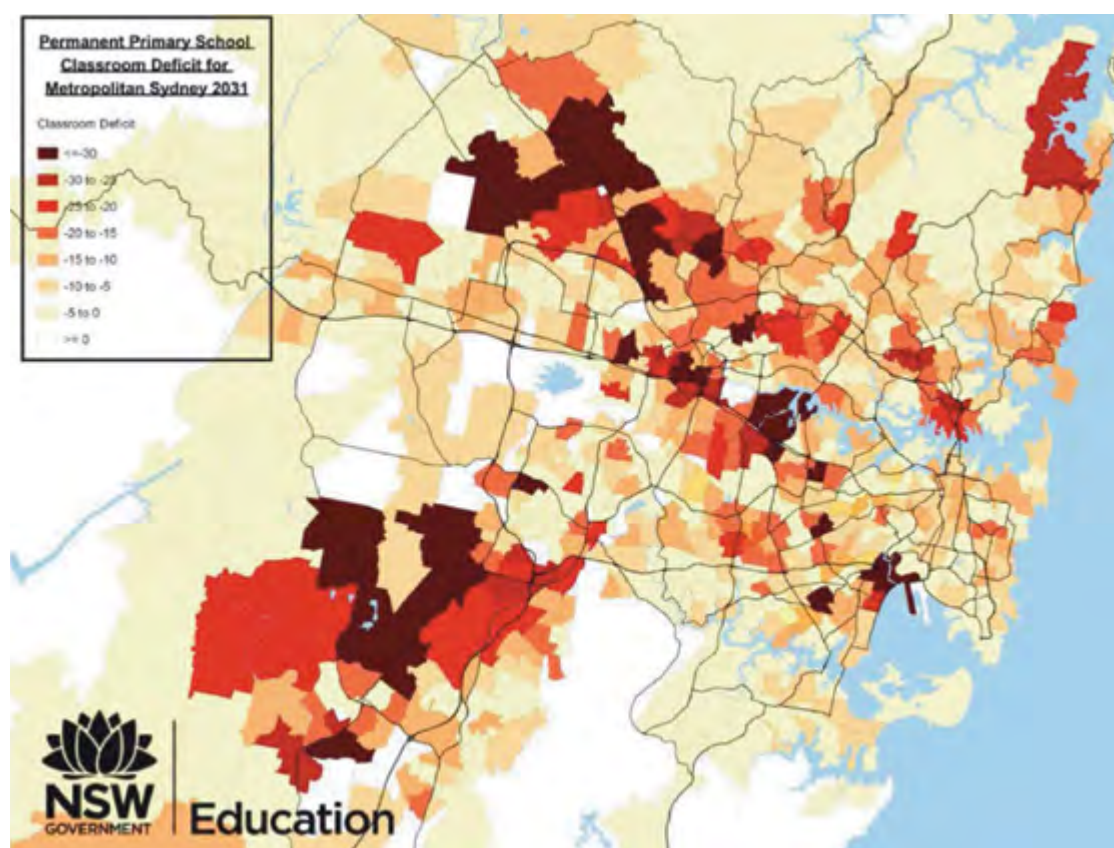 Permanent Primary School
Classroom Deficit for
Metropolitan Sydney 2031
Classroom Deficit
<=-30
-30 to -25
-25 to -20
-20 to -15
-15 to -10
-10 to -5
-5 to 0
>= 0
NSW
GOVERNMENT
Education